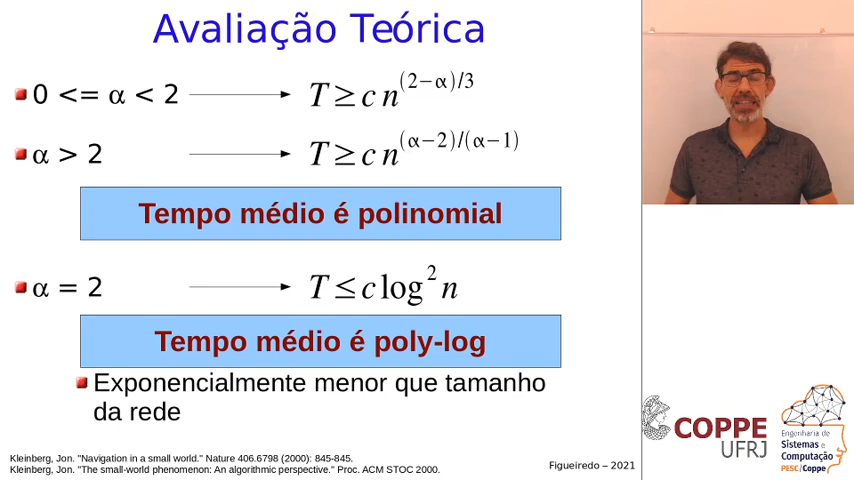 Avaliação Teórica
0 <= α < 2 T ≥ c n^(2−α)/3
α > 2 T ≥ c n^(α−2)/(α−1)
Tempo médio é polinomial
α = 2 T ≤ c log² n
Tempo médio é poly-log
Exponencialmente menor que tamanho
da rede
Kleinberg, Jon. "Navigation in a small world." Nature 406.6798 (2000): 845-845.
Kleinberg, Jon. "The small-world phenomenon: An algorithmic perspective." Proc. ACM STOC 2000.
Figueiredo – 2021
COPPE
UFRJ
Engenharia de
Sistemas e
Computação
PESC/Coppe